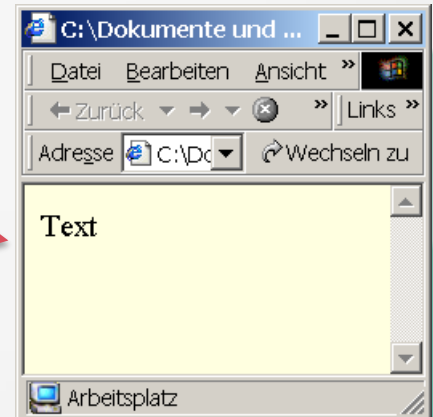 C:\Dokumente und ...
Datei Bearbeiten Ansicht »
Zurück » Links »
Adresse C:\Do Wechseln zu
Text
Arbeitsplatz